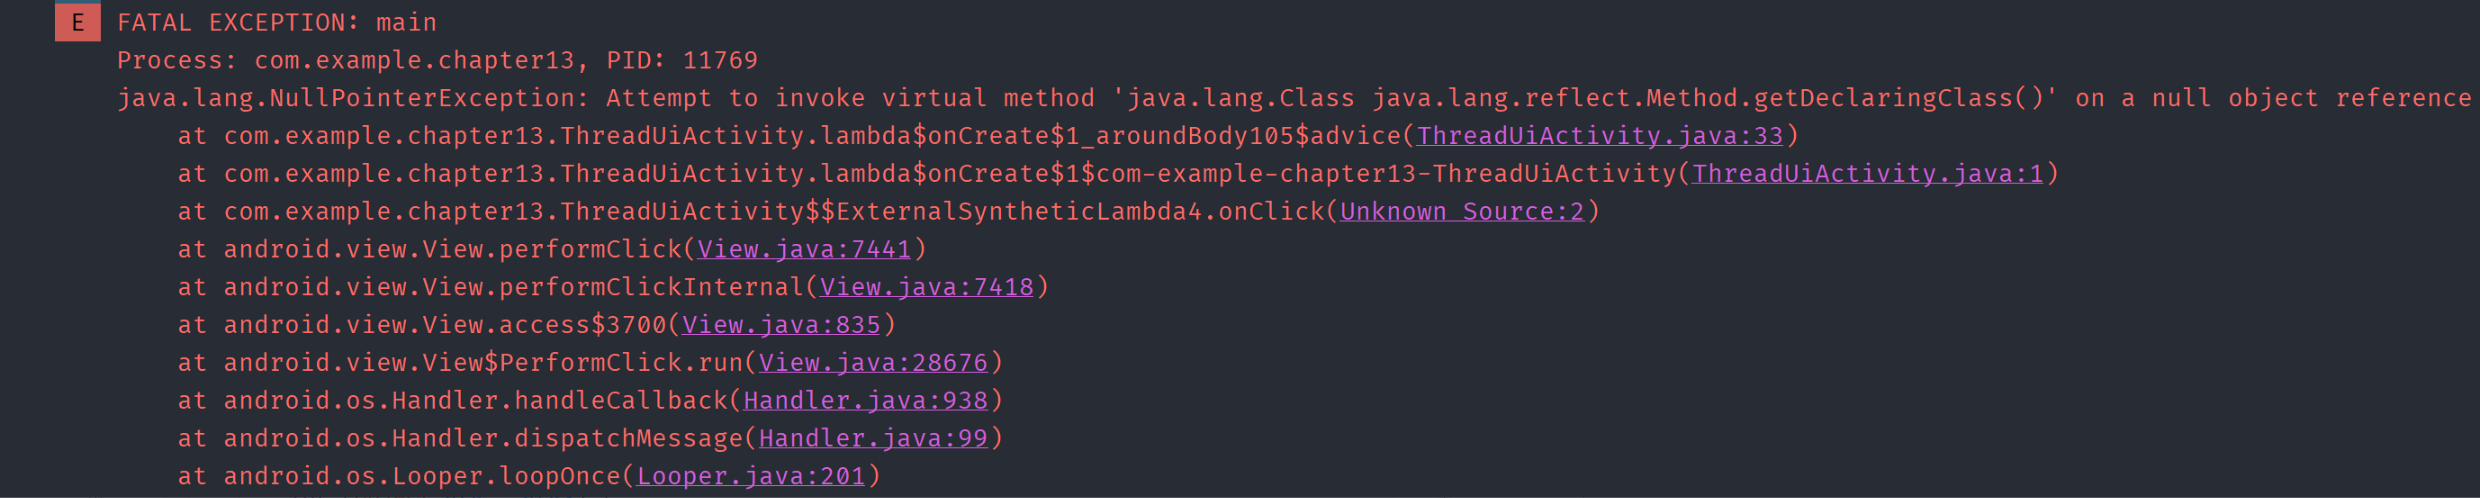 E FATAL EXCEPTION: main
Process: com.example.chapter13, PID: 11769
java.lang.NullPointerException: Attempt to invoke virtual method 'java.lang.Class java.lang.reflect.Method.getDeclaringClass()' on a null object reference
at com.example.chapter13.ThreadUiActivity.lambda$onCreate$1_aroundBody105$advice(ThreadUiActivity.java:33)
at com.example.chapter13.ThreadUiActivity.lambda$onCreate$1$com-example-chapter13-ThreadUiActivity(ThreadUiActivity.java:1)
at com.example.chapter13.ThreadUiActivity$$ExternalSyntheticLambda4.onClick(Unknown Source:2)
at android.view.View.performClick(View.java:7441)
at android.view.View.performClickInternal(View.java:7418)
at android.view.View.access$3700(View.java:835)
at android.view.View$PerformClick.run(View.java:28676)
at android.os.Handler.handleCallback(Handler.java:938)
at android.os.Handler.dispatchMessage(Handler.java:99)
at android.os.Looper.loopOnce(Looper.java:201)